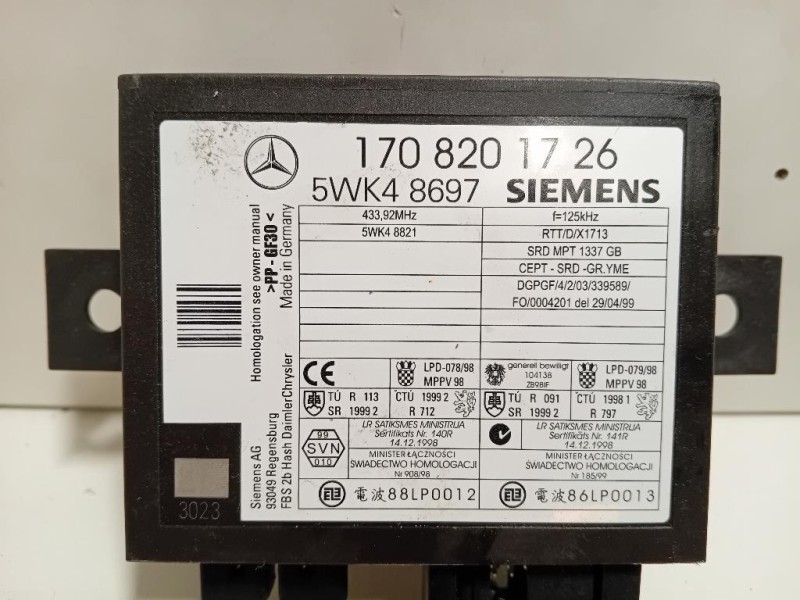 170 820 17 26
5WK4 8697 SIEMENS
433,92MHz
5WK4 8821
f=125kHz
RTT/D/X1713
SRD MPT 1337 GB
CEPT - SRD -GR.YME
DGPGF/4/2/03/339589/
FO/0004201 del 29/04/99
CE
LPD-078/98
MPPV 98
generell bewilligt
104138
ZB98IF
LPD-079/98
MPPV 98
TÚ R 113
SR 1999 2
ČTÚ 1999 2
R 712
TÚ R 091
SR 1999 2
ČTÚ 1998 1
R 797
99
SVN
010
LR SATIKSMES MINISTRIJA
Sertifikāts Nr. 140R
14.12.1998
MINISTER ŁĄCZNOŚCI
ŚWIADECTWO HOMOLOGACJI
Nr 908/98
LR SATIKSMES MINISTRIJA
Sertifikāts Nr. 141R
14.12.1998
MINISTER ŁĄCZNOŚCI
ŚWIADECTWO HOMOLOGACJI
Nr 185/99
電波88LP0012
電波86LP0013
Homologation see owner manual
>PP - GF30<
Made in Germany
Siemens AG
93049 Regensburg
FBS 2b Hash DaimlerChrysler
3023